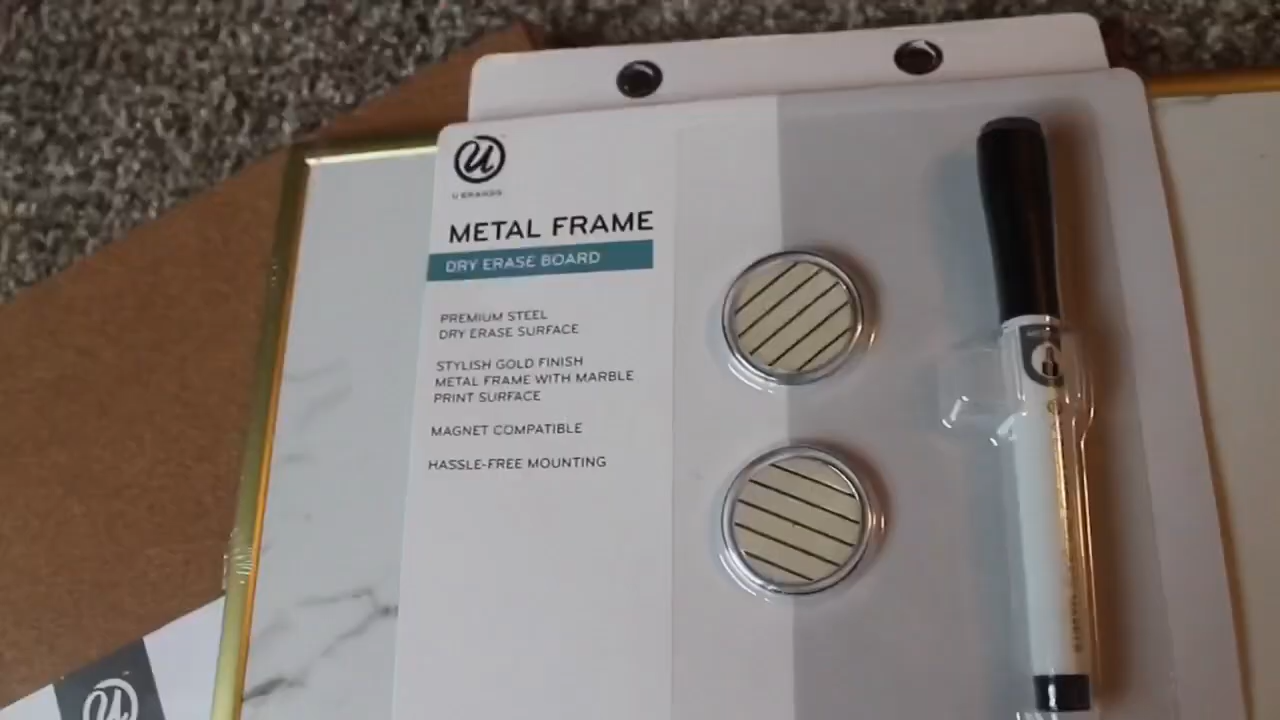 U BRANDS
METAL FRAME
DRY ERASE BOARD
PREMIUM STEEL
DRY ERASE SURFACE
STYLISH GOLD FINISH
METAL FRAME WITH MARBLE
PRINT SURFACE
MAGNET COMPATIBLE
HASSLE-FREE MOUNTING